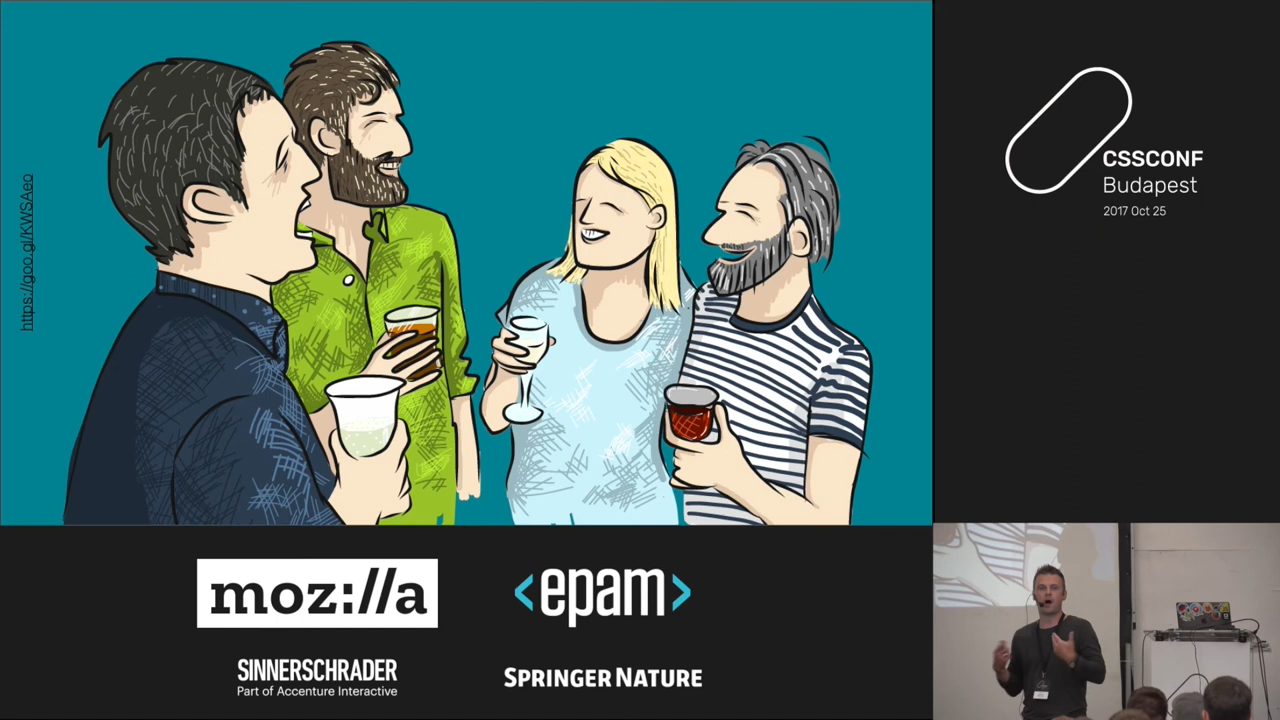 https://goo.gl/KWSAeo
CSSCONF
Budapest
2017 Oct 25
moz://a
<epam>
SINNERSCHRADER
Part of Accenture Interactive
SPRINGER NATURE